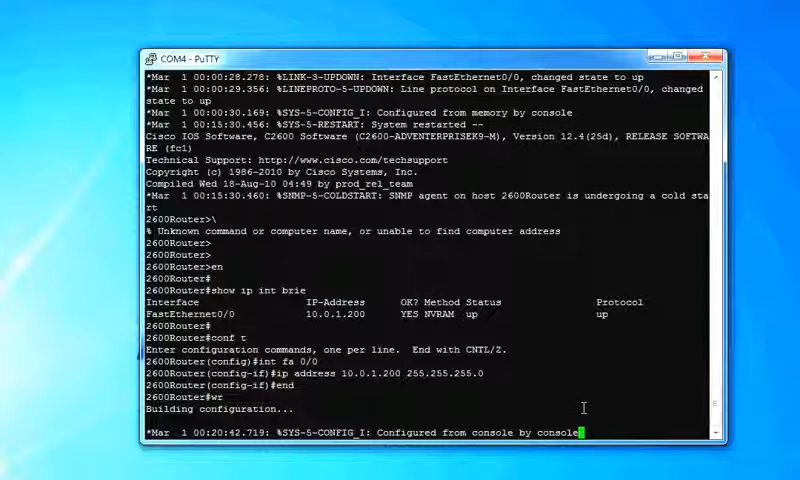 COM4 - PuTTY
*Mar  1 00:00:28.278: %LINK-3-UPDOWN: Interface FastEthernet0/0, changed state to up
*Mar  1 00:00:29.356: %LINEPROTO-5-UPDOWN: Line protocol on Interface FastEthernet0/0, changed
state to up
*Mar  1 00:00:30.169: %SYS-5-CONFIG_I: Configured from memory by console
*Mar  1 00:15:30.456: %SYS-5-RESTART: System restarted --
Cisco IOS Software, C2600 Software (C2600-ADVENTERPRISEK9-M), Version 12.4(25d), RELEASE SOFTWA
RE (fc1)
Technical Support: http://www.cisco.com/techsupport
Copyright (c) 1986-2010 by Cisco Systems, Inc.
Compiled Wed 18-Aug-10 04:49 by prod_rel_team
*Mar  1 00:15:30.460: %SNMP-5-COLDSTART: SNMP agent on host 2600Router is undergoing a cold sta
rt
2600Router>\
% Unknown command or computer name, or unable to find computer address
2600Router>
2600Router>
2600Router>en
2600Router#
2600Router#show ip int brie
Interface                  IP-Address      OK? Method Status                Protocol
FastEthernet0/0            10.0.1.200      YES NVRAM  up                    up
2600Router#
2600Router#conf t
Enter configuration commands, one per line.  End with CNTL/Z.
2600Router(config)#int fa 0/0
2600Router(config-if)#ip address 10.0.1.200 255.255.255.0
2600Router(config-if)#end
2600Router#wr
Building configuration...
*Mar  1 00:20:42.719: %SYS-5-CONFIG_I: Configured from console by console